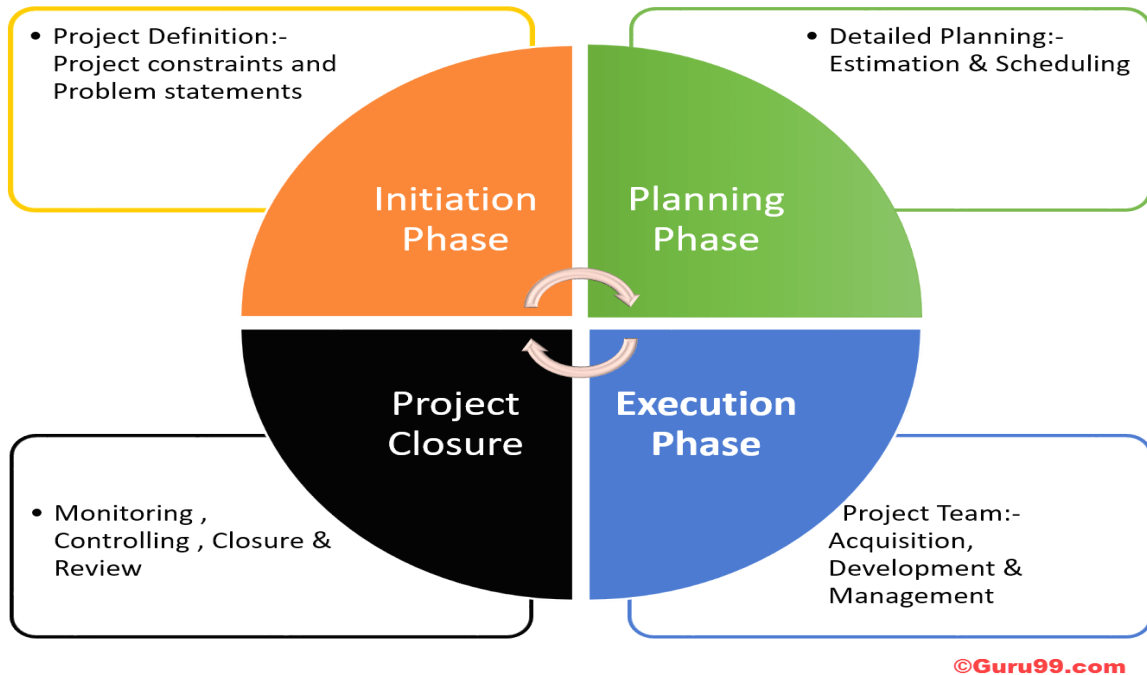 • Project Definition:-
Project constraints and
Problem statements
• Detailed Planning:-
Estimation & Scheduling
Initiation
Phase
Planning
Phase
Project
Closure
Execution
Phase
• Monitoring ,
Controlling , Closure &
Review
Project Team:-
Acquisition,
Development &
Management
©Guru99.com